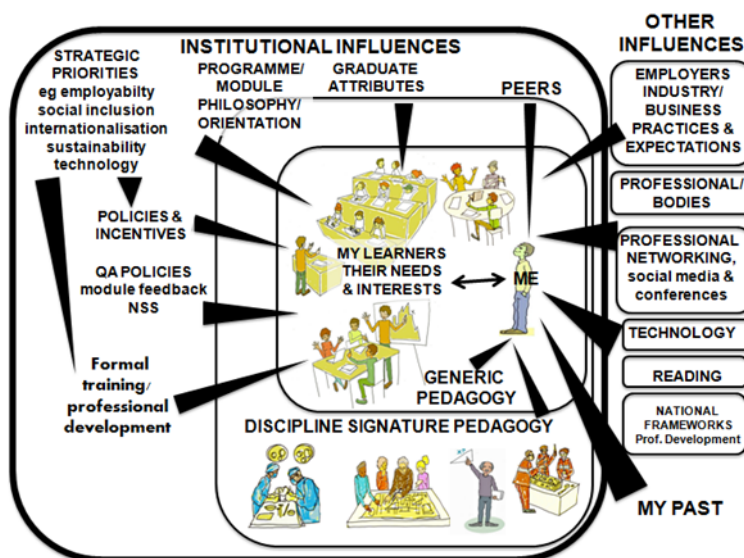 INSTITUTIONAL INFLUENCES
STRATEGIC
PRIORITIES
eg employabilty
social inclusion
internationalisation
sustainability
technology
PROGRAMME/
MODULE
PHILOSOPHY/
ORIENTATION
GRADUATE
ATTRIBUTES
PEERS
POLICIES &
INCENTIVES
QA POLICIES
module feedback
NSS
Formal
training/
professional
development
MY LEARNERS
THEIR NEEDS
& INTERESTS
ME
GENERIC
PEDAGOGY
DISCIPLINE SIGNATURE PEDAGOGY
OTHER
INFLUENCES
EMPLOYERS
INDUSTRY/
BUSINESS
PRACTICES &
EXPECTATIONS
PROFESSIONAL/
BODIES
PROFESSIONAL
NETWORKING,
social media &
conferences
TECHNOLOGY
READING
NATIONAL
FRAMEWORKS
Prof. Development
MY PAST